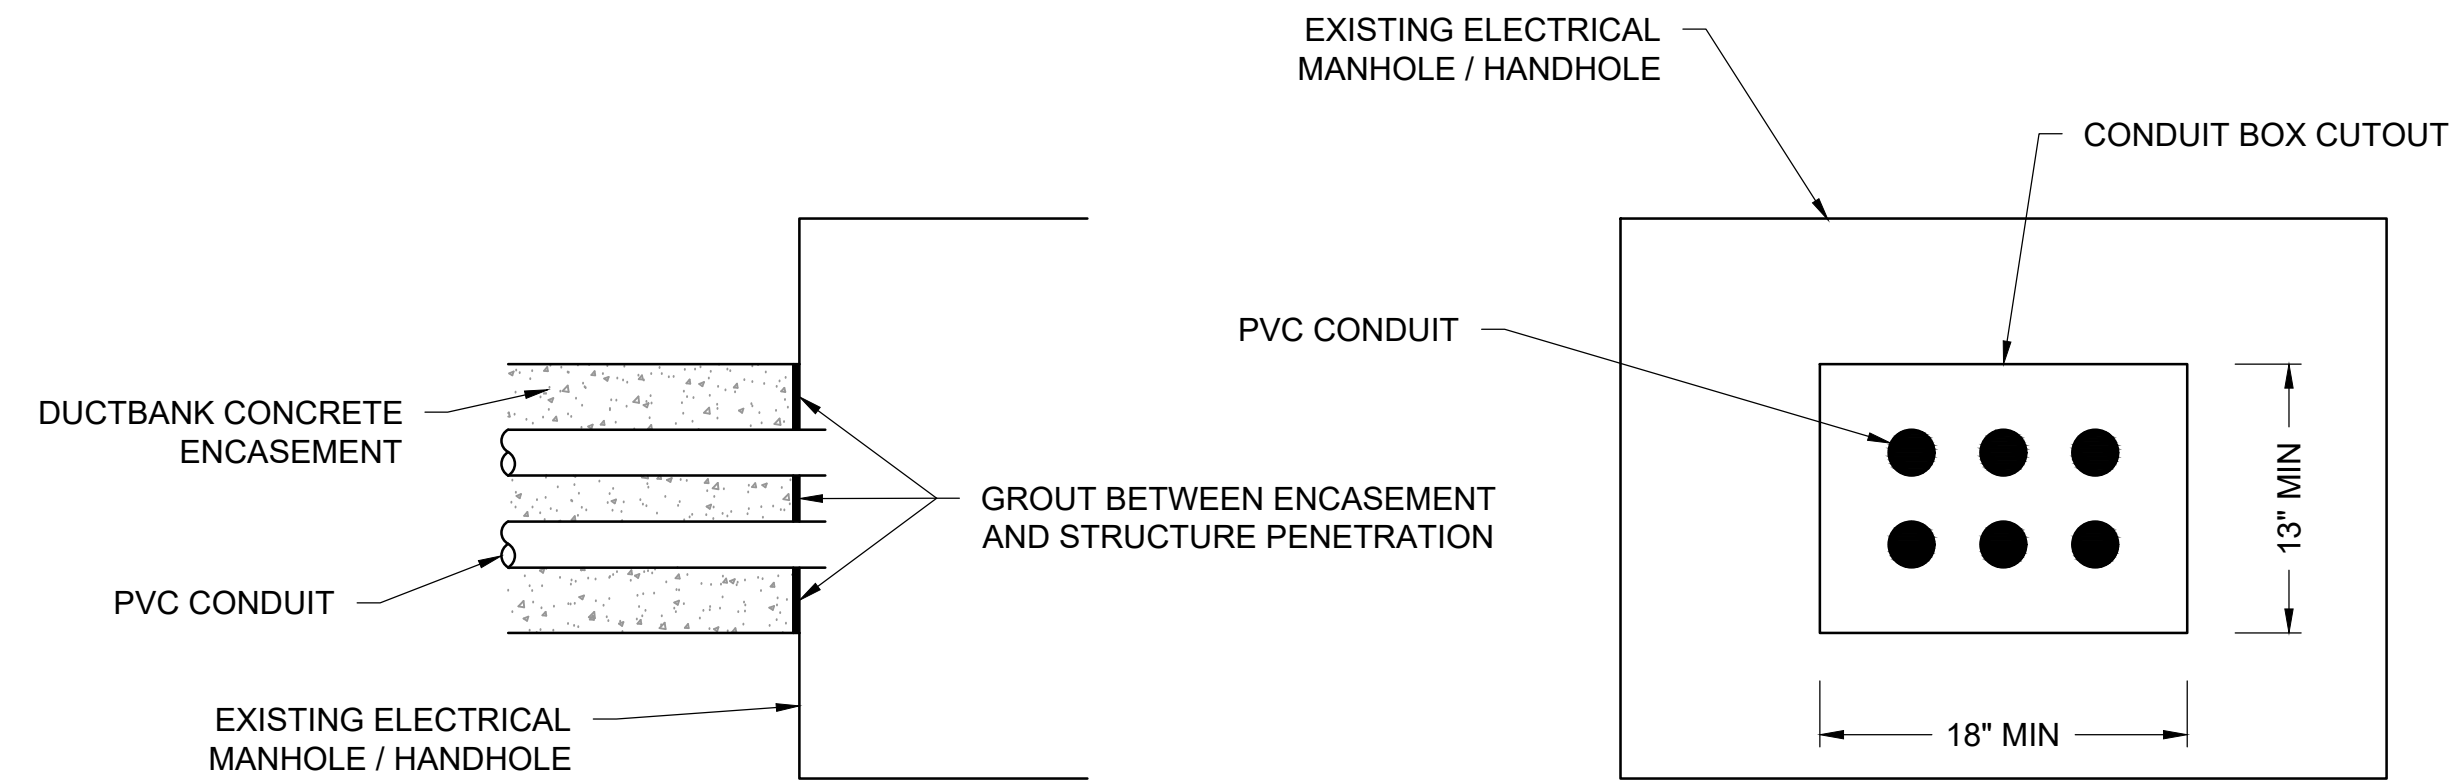 EXISTING ELECTRICAL
MANHOLE / HANDHOLE
CONDUIT BOX CUTOUT
PVC CONDUIT
DUCTBANK CONCRETE
ENCASEMENT
GROUT BETWEEN ENCASEMENT
AND STRUCTURE PENETRATION
13" MIN
PVC CONDUIT
EXISTING ELECTRICAL
MANHOLE / HANDHOLE
18" MIN